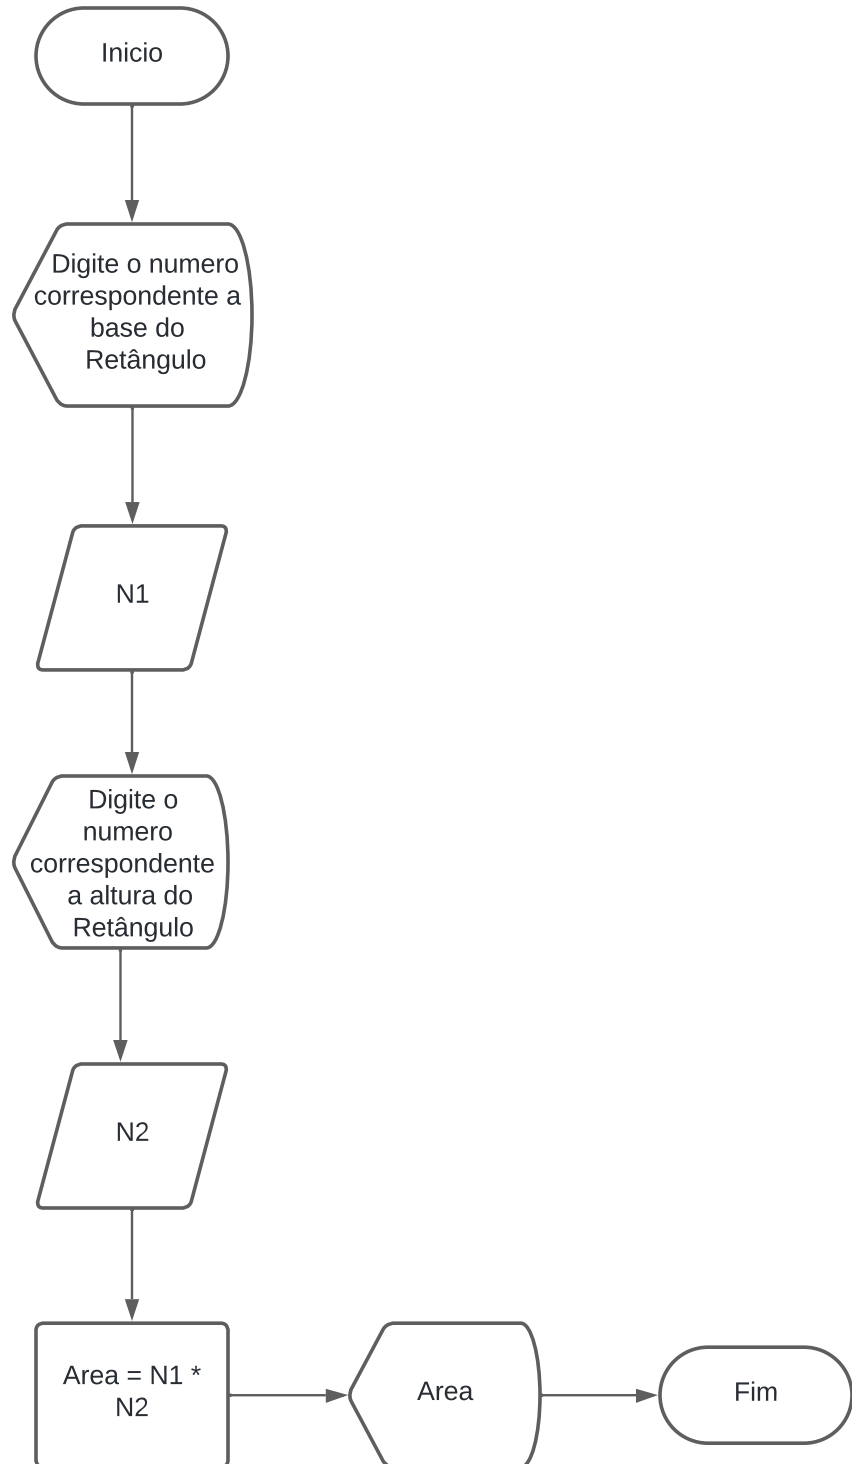 Inicio
Digite o numero
correspondente a
base do
Retângulo
N1
Digite o
numero
correspondente
a altura do
Retângulo
N2
Area = N1 *
N2
Area
Fim